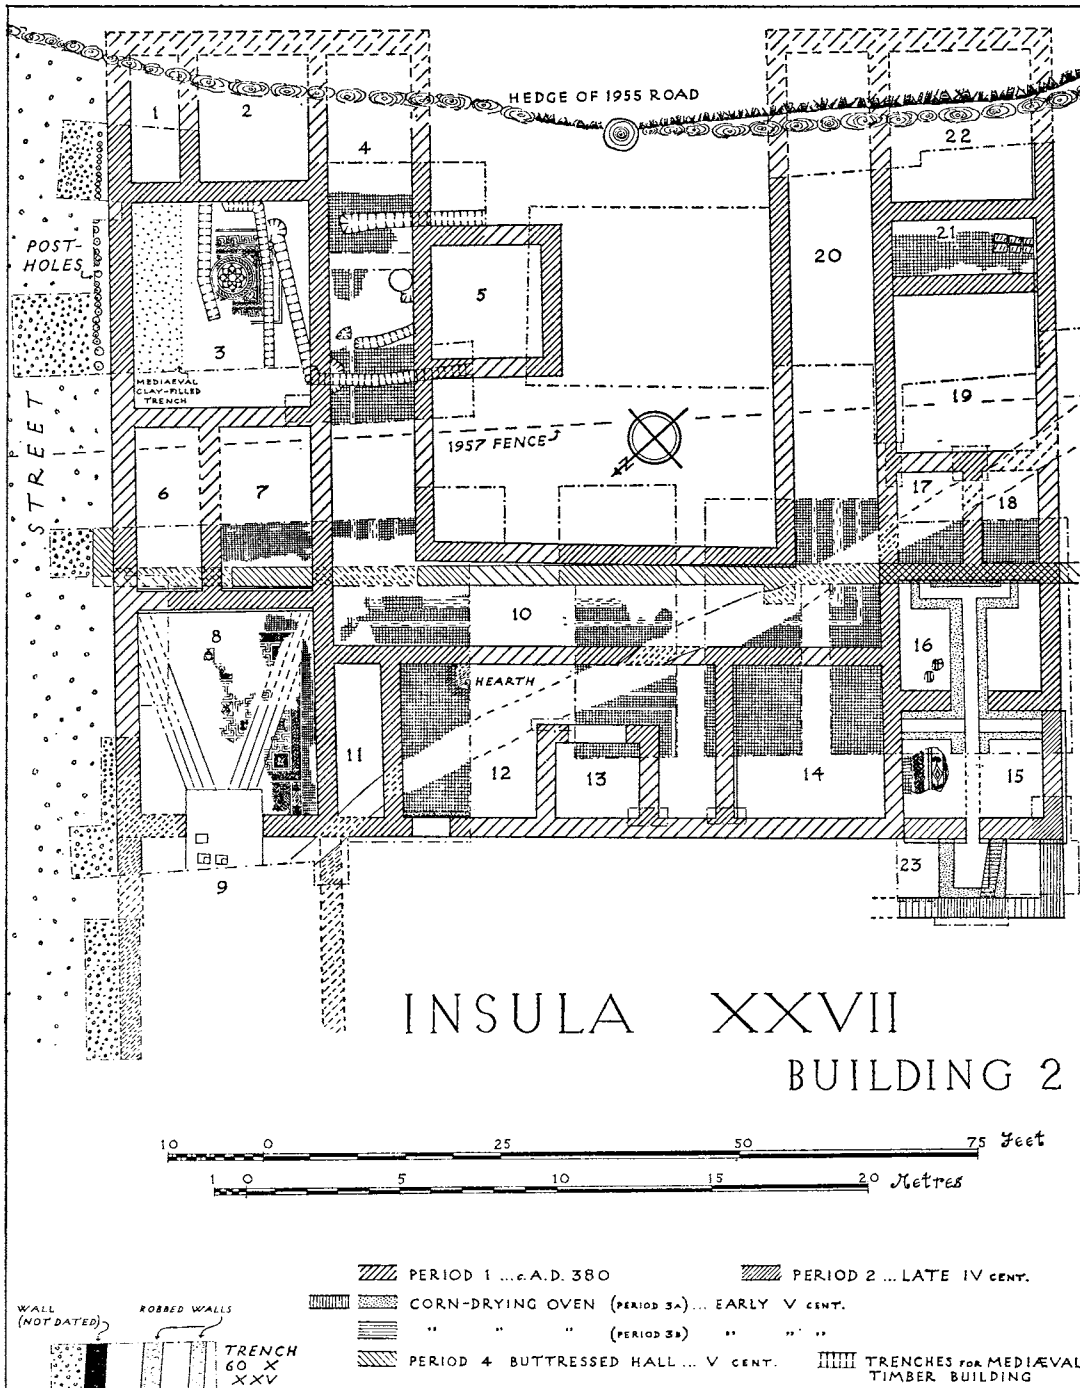 HEDGE OF 1955 ROAD
1
2
4
22
POST-
HOLES
21
20
5
3
MEDIÆVAL
CLAY-FILLED
TRENCH
19
STREET
1957 FENCE
6
7
17
18
8
10
16
HEARTH
11
12
13
14
15
9
23
INSULA XXVII
BUILDING 2
10 0 25 50 75 Feet
1 0 5 10 15 20 Metres
PERIOD 1 ... c. A.D. 380
PERIOD 2 ... LATE IV CENT.
CORN-DRYING OVEN (PERIOD 3A) ... EARLY V CENT.
" " " (PERIOD 3B) " " "
PERIOD 4 BUTTRESSED HALL ... V CENT.
TRENCHES FOR MEDIÆVAL
TIMBER BUILDING
WALL
(NOT DATED)
ROBBED WALLS
TRENCH
60 X
XXV